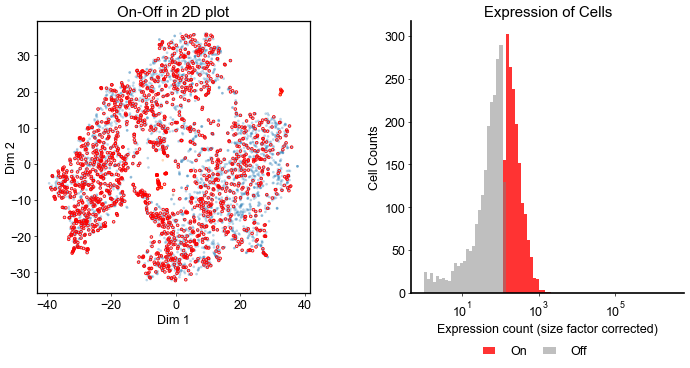 On-Off in 2D plot
30
20
10
0
−10
−20
−30
Dim 2
−40
−20
0
20
40
Dim 1
Expression of Cells
300
250
200
150
100
50
0
Cell Counts
10^1
10^3
10^5
Expression count (size factor corrected)
On
Off